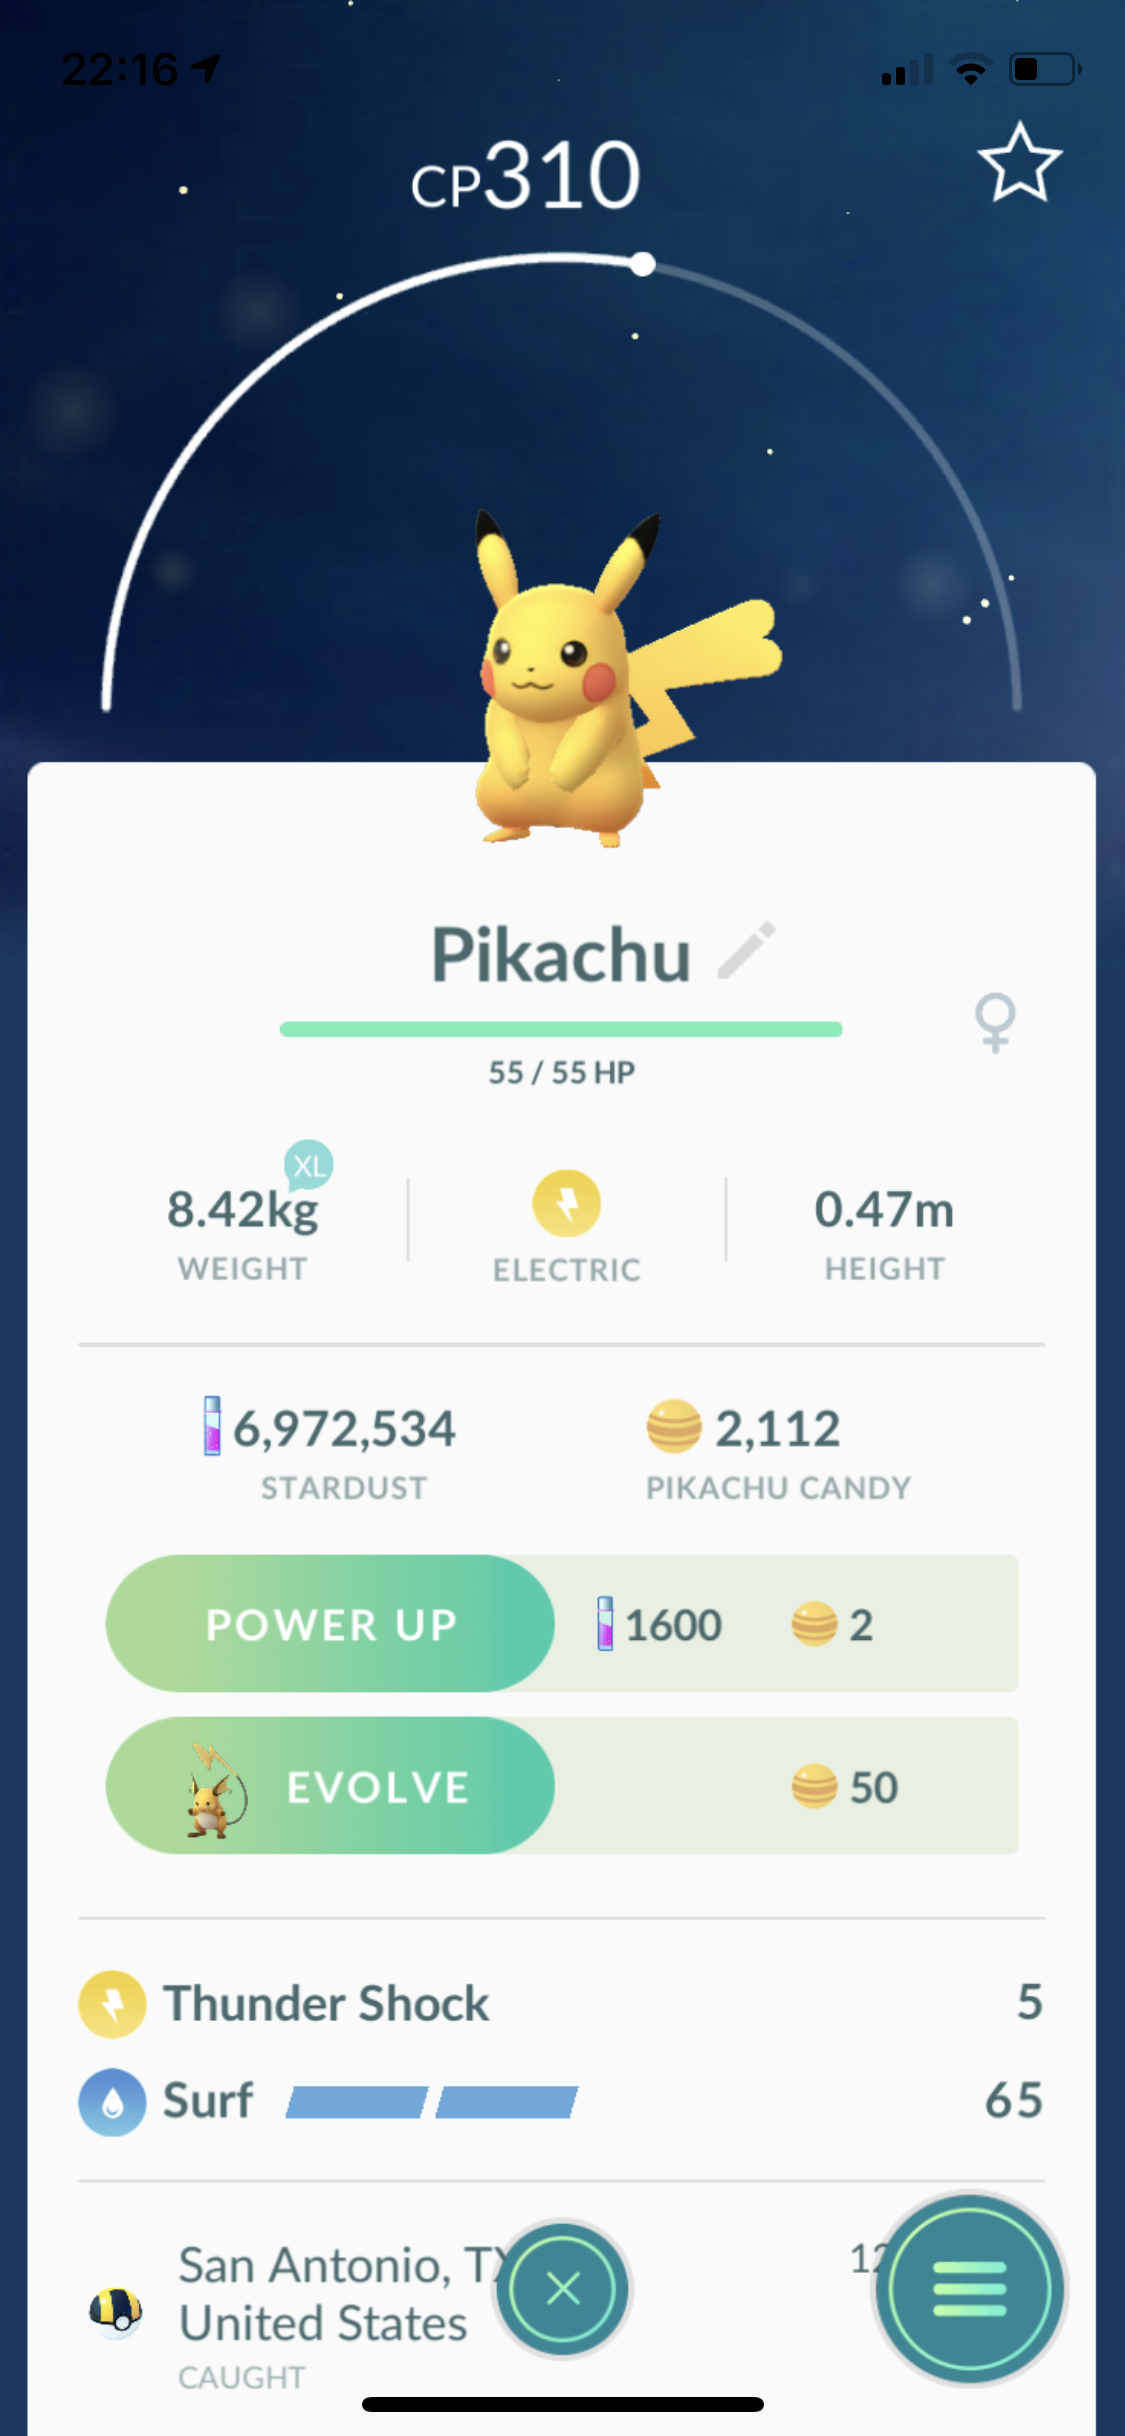 22:16
CP310
Pikachu
55 / 55 HP
XL
8.42kg
WEIGHT
ELECTRIC
0.47m
HEIGHT
6,972,534
STARDUST
2,112
PIKACHU CANDY
POWER UP 1600 2
EVOLVE 50
Thunder Shock 5
Surf 65
San Antonio, TX
United States
CAUGHT
12